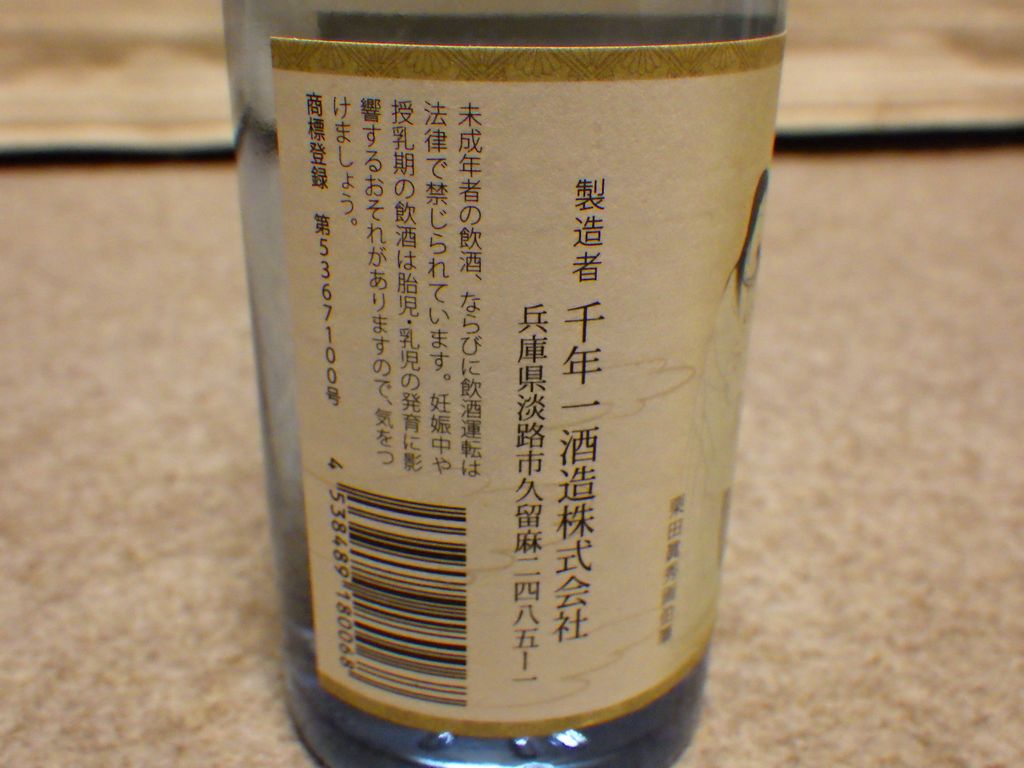 製造者 千年一酒造株式会社
兵庫県淡路市久留麻二四八五ー一
未成年者の飲酒、ならびに飲酒運転は
法律で禁じられています。妊娠中や
授乳期の飲酒は胎児・乳児の発育に影
響するおそれがありますので、気をつ
けましょう。
商標登録 第5367100号
4 538489 180068